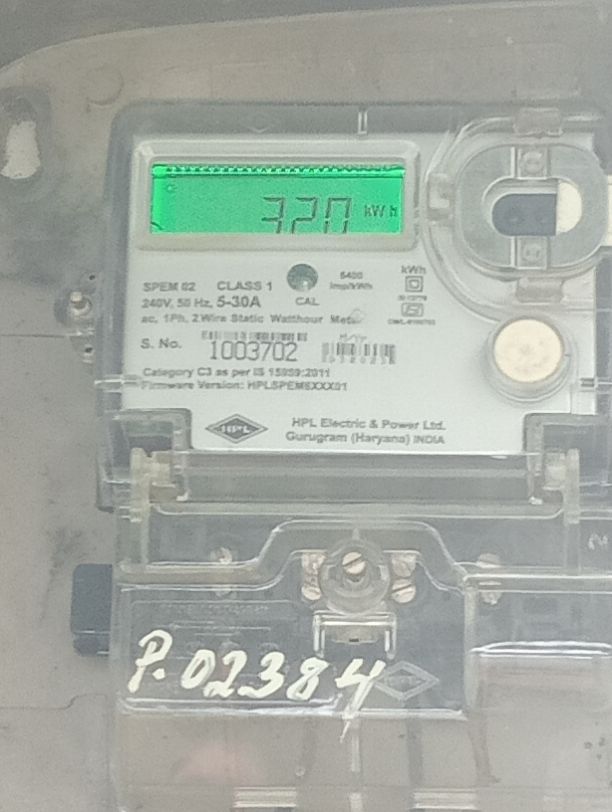 320 kWh
SPEM 02 CLASS 1
6400 imp/kWh
kWh
240V, 50 Hz, 5-30A
CAL
ac, 1Ph, 2 Wire Static Watthour Meter
S. No. 1003702
Category C3 as per IS 15959:2011
Firmware Version:
HPL
HPL Electric & Power Ltd.
Gurugram (Haryana) INDIA
P.02384